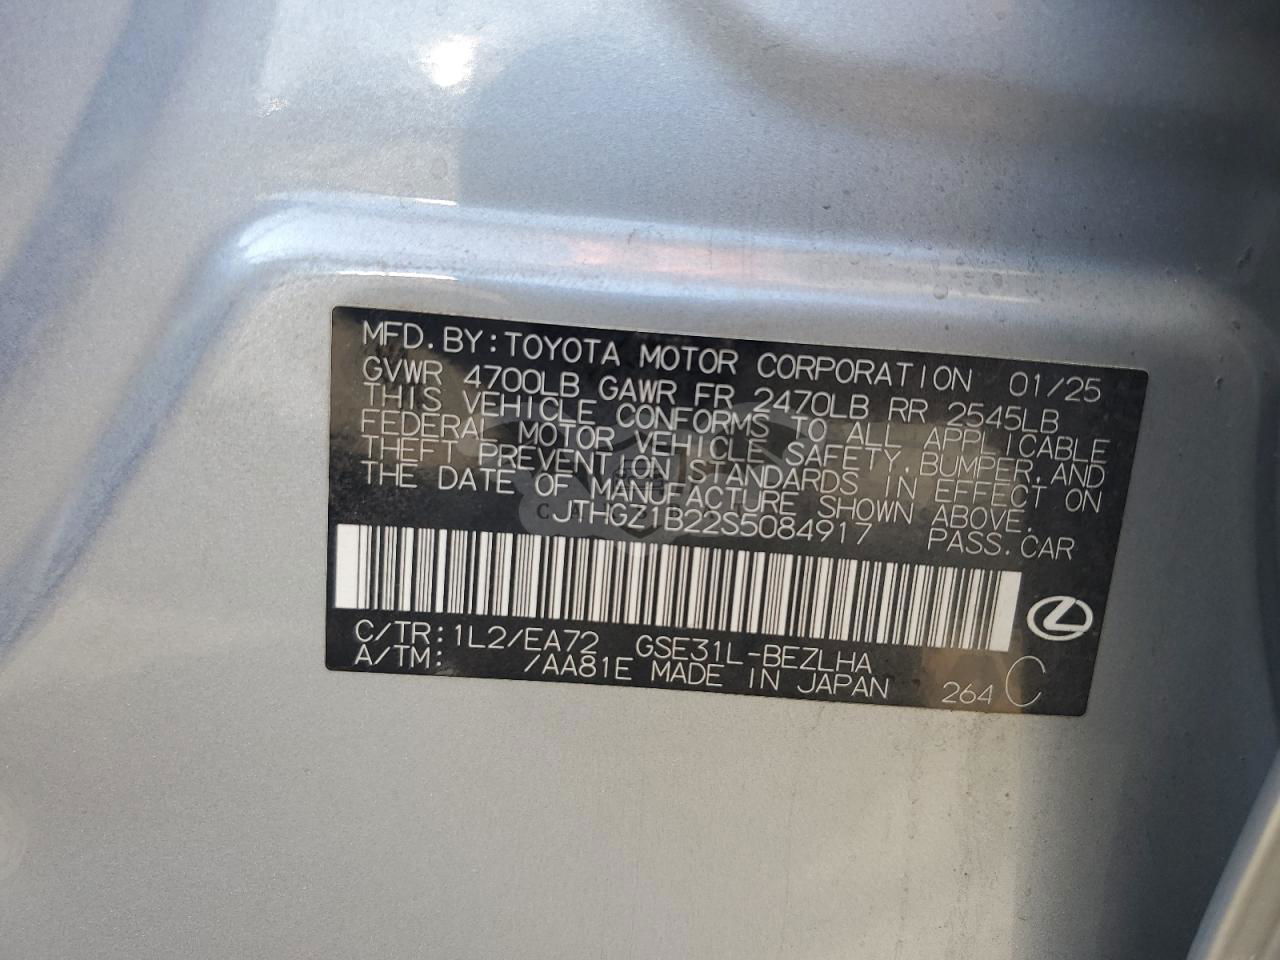 MFD. BY: TOYOTA MOTOR CORPORATION 01/25
GVWR 4700LB GAWR FR 2470LB RR 2545LB
THIS VEHICLE CONFORMS TO ALL APPLICABLE
FEDERAL MOTOR VEHICLE SAFETY, BUMPER, AND
THEFT PREVENTION STANDARDS IN EFFECT ON
THE DATE OF MANUFACTURE SHOWN ABOVE.
JTHGZ1B22S5084917 PASS. CAR
C/TR: 1L2/EA72 GSE31L-BEZLHA
A/TM: /AA81E MADE IN JAPAN 264 C